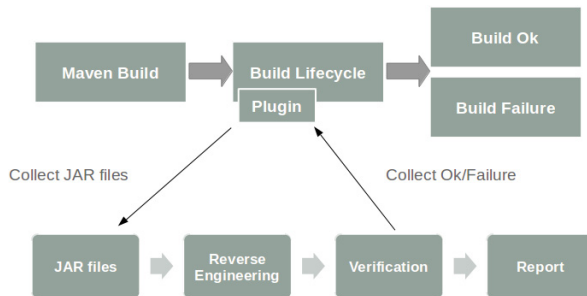 Build Ok
Maven Build
Build Lifecycle
Plugin
Build Failure
Collect JAR files
Collect Ok/Failure
JAR files
Reverse
Engineering
Verification
Report